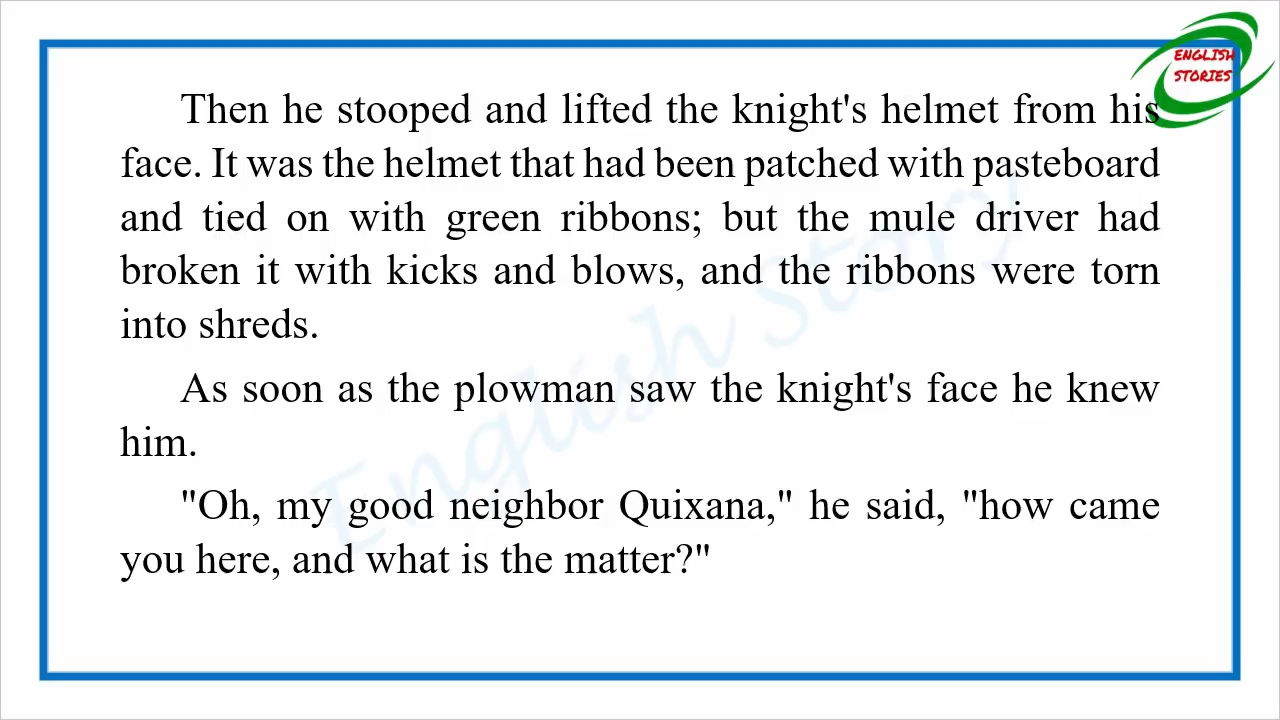 ENGLISH
STORIES
Then he stooped and lifted the knight's helmet from his
face. It was the helmet that had been patched with pasteboard
and tied on with green ribbons; but the mule driver had
broken it with kicks and blows, and the ribbons were torn
into shreds.
As soon as the plowman saw the knight's face he knew
him.
"Oh, my good neighbor Quixana," he said, "how came
you here, and what is the matter?"
English Story